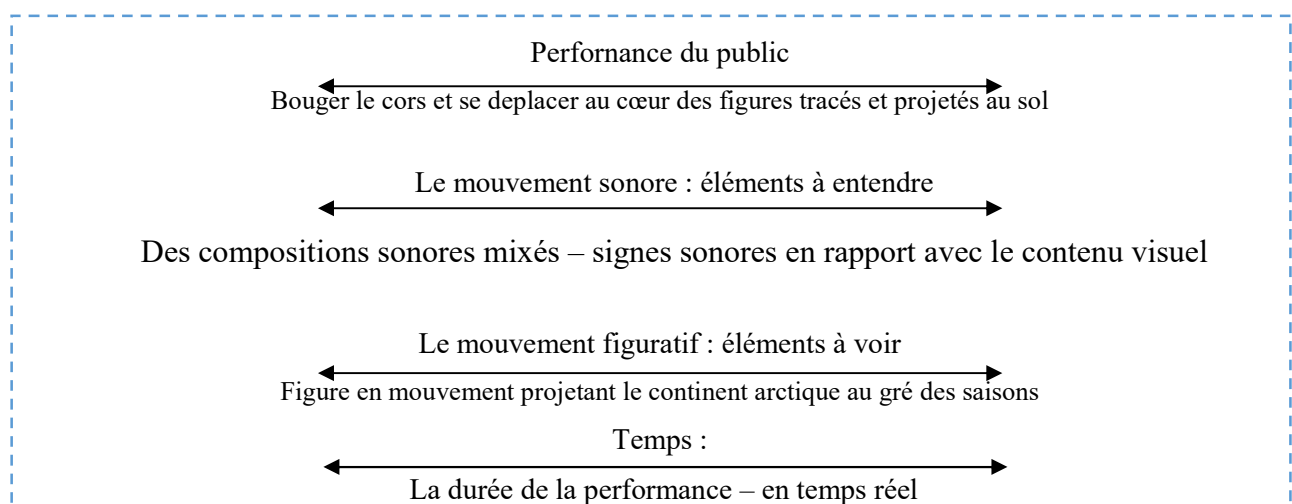 Perfornance du public
Bouger le cors et se deplacer au cœur des figures tracés et projetés au sol
Le mouvement sonore : éléments à entendre
Des compositions sonores mixés – signes sonores en rapport avec le contenu visuel
Le mouvement figuratif : éléments à voir
Figure en mouvement projetant le continent arctique au gré des saisons
Temps :
La durée de la performance – en temps réel